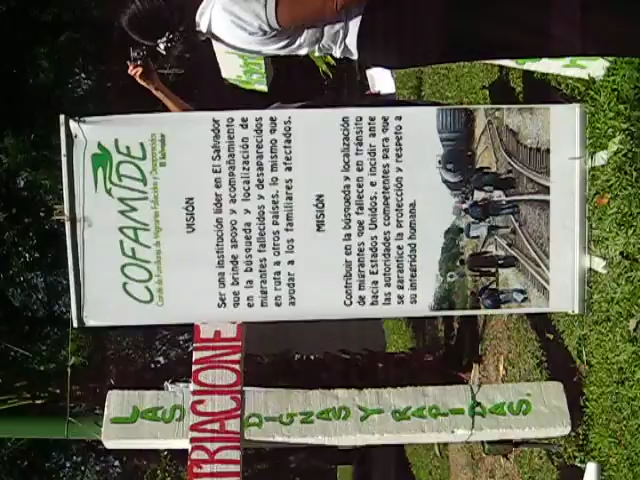 COFAMIDE
Comité de Familiares de Migrantes Fallecidos y Desaparecidos
El Salvador
VISIÓN
Ser una institución líder en El Salvador
que brinde apoyo y acompañamiento
en la búsqueda y localización de
migrantes fallecidos y desaparecidos
en ruta a otros países, lo mismo que
ayudar a los familiares afectados.
MISIÓN
Contribuir en la búsqueda y localización
de migrantes que fallecen en tránsito
hacia Estados Unidos, e incidir ante
las autoridades competentes para que
se garantice la protección y respeto a
su integridad humana.
LAS
TRIACIONE
DIGNAS Y RAPIDAS.